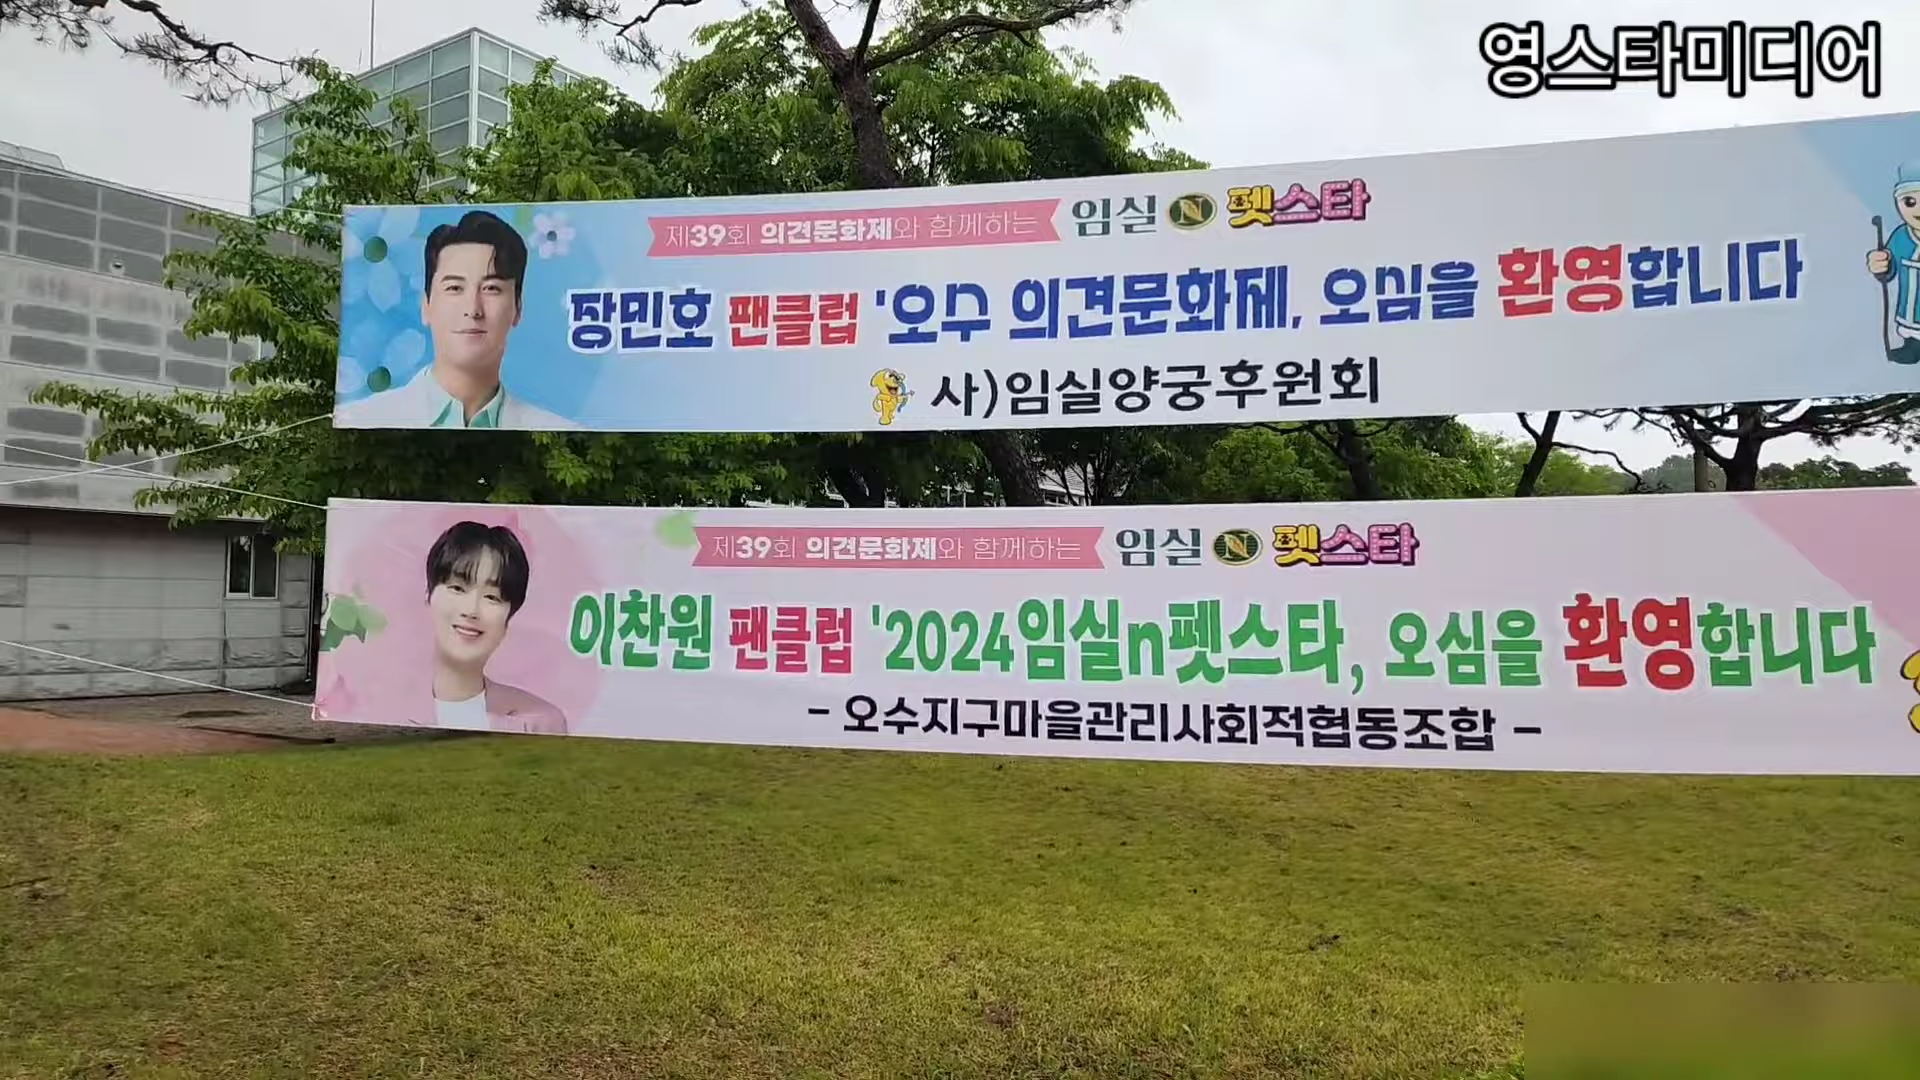 영스타미디어
제39회 의견문화제와 함께하는 임실 N 펫스타
장민호 팬클럽 '오수 의견문화제, 오심을 환영합니다
사)임실양궁후원회
제39회 의견문화제와 함께하는 임실 N 펫스타
이찬원 팬클럽 '2024임실n펫스타, 오심을 환영합니다
- 오수지구마을관리사회적협동조합 -